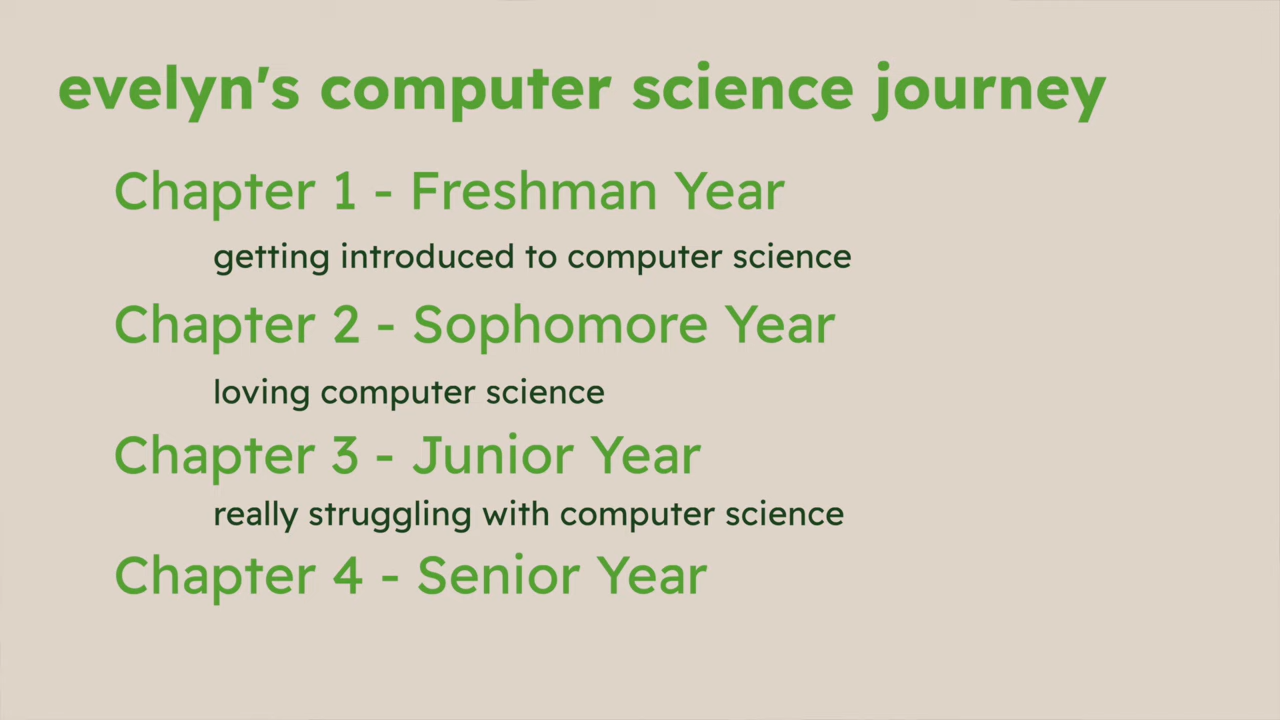 evelyn's computer science journey
Chapter 1 - Freshman Year
getting introduced to computer science
Chapter 2 - Sophomore Year
loving computer science
Chapter 3 - Junior Year
really struggling with computer science
Chapter 4 - Senior Year